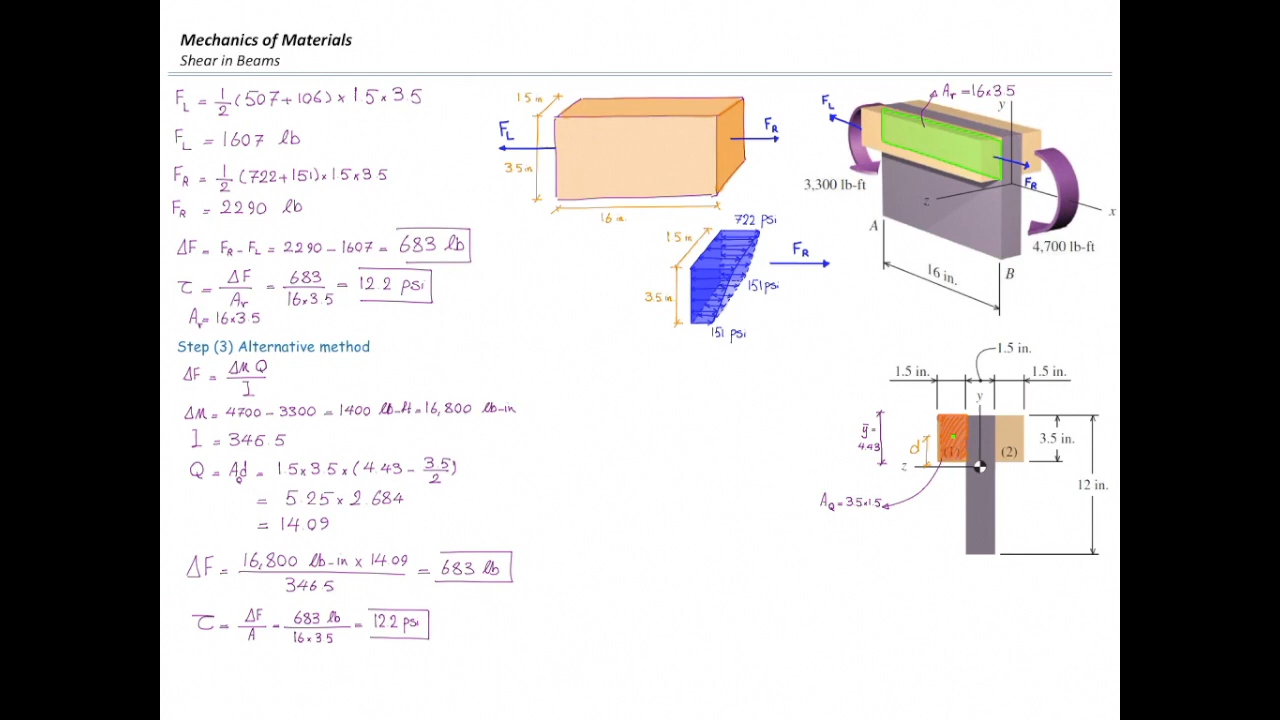 Mechanics of Materials
Shear in Beams
F_L = 1/2 (507 + 106) × 1.5 × 3.5
F_L = 1607 lb
F_R = 1/2 (722 + 151) × 1.5 × 3.5
F_R = 2290 lb
ΔF = F_R - F_L = 2290 - 1607 = 683 lb
τ = ΔF/A_r = 683/(16×3.5) = 12.2 psi
A_r = 16×3.5
Step (3) Alternative method
ΔF = ΔM Q / I
ΔM = 4700 - 3300 = 1400 lb-ft = 16,800 lb-in
I = 346.5
Q = A_Q d = 1.5 × 3.5 × (4.43 - 3.5/2)
= 5.25 × 2.684
= 14.09
ΔF = 16,800 lb-in × 14.09 / 346.5 = 683 lb
τ = ΔF/A = 683 lb/(16×3.5) = 12.2 psi
1.5 in
F_L
F_R
3.5 in
16 in.
722 psi
1.5 in
F_R
151 psi
3.5 in
151 psi
A_r = 16×3.5
y
F_L
F_R
3,300 lb-ft
z
x
A
4,700 lb-ft
16 in.
B
1.5 in.
1.5 in.
1.5 in.
y
ȳ =
4.43
d
(1)
(2)
3.5 in.
z
12 in.
A_Q = 3.5×1.5